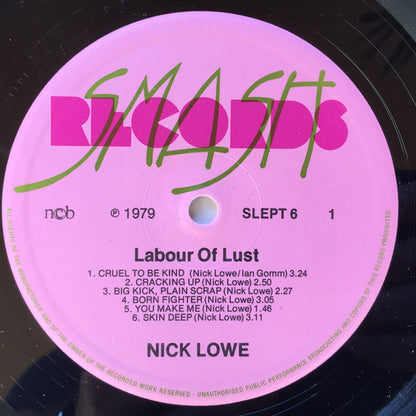 SMASH
RECORDS
ncb
℗ 1979
SLEPT 6
1
Labour Of Lust
1. CRUEL TO BE KIND (Nick Lowe/Ian Gomm) 3.24
2. CRACKING UP (Nick Lowe) 2.50
3. BIG KICK, PLAIN SCRAP (Nick Lowe) 2.27
4. BORN FIGHTER (Nick Lowe) 3.05
5. YOU MAKE ME (Nick Lowe) 1.46
6. SKIN DEEP (Nick Lowe) 3.11
NICK LOWE
ALL RIGHTS OF THE MANUFACTURER AND OF THE OWNER OF THE RECORDED WORK RESERVED · UNAUTHORISED PUBLIC PERFORMANCE BROADCASTING AND COPYING OF THIS RECORD PROHIBITED